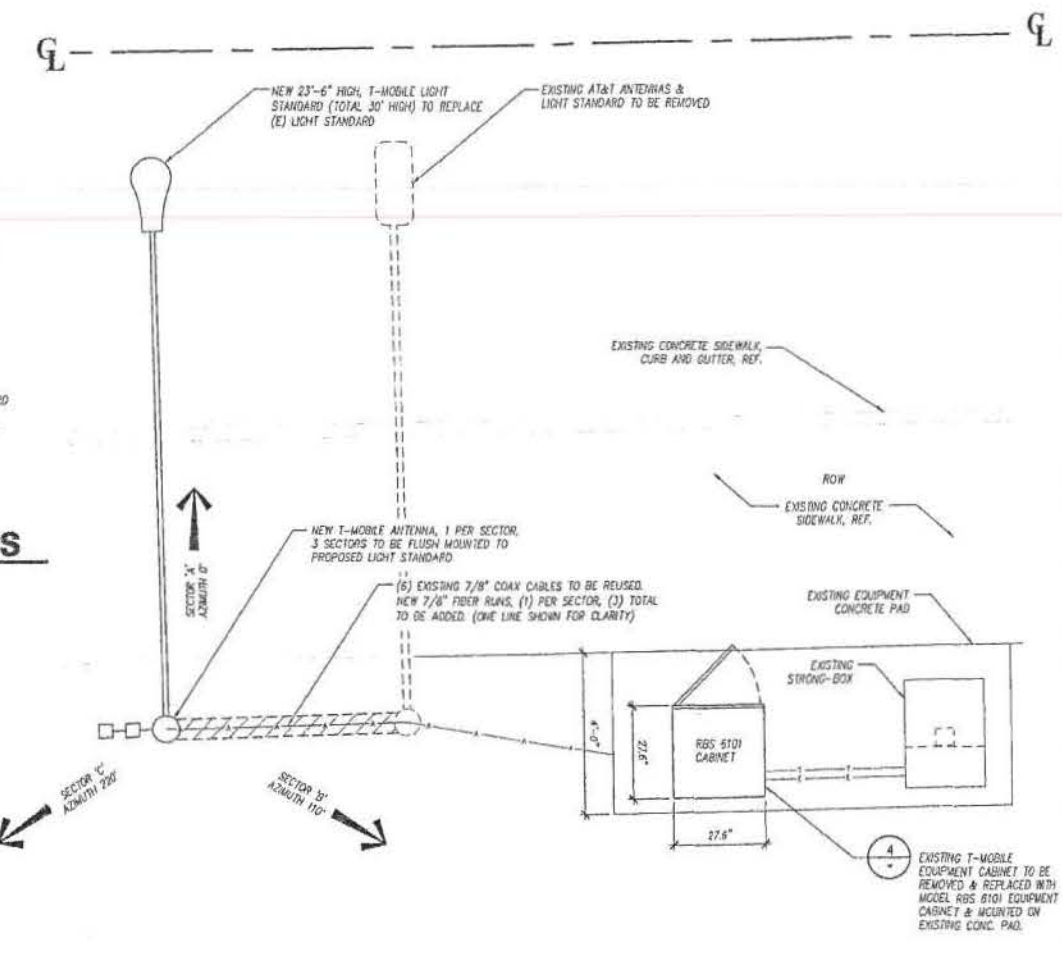 ℄
℄
NEW 23'-6" HIGH, T-MOBILE LIGHT
STANDARD (TOTAL 30' HIGH) TO REPLACE
(E) LIGHT STANDARD
EXISTING AT&T ANTENNAS &
LIGHT STANDARD TO BE REMOVED
EXISTING CONCRETE SIDEWALK,
CURB AND GUTTER, REF.
ROW
EXISTING CONCRETE
SIDEWALK, REF.
S
SECTOR 'A'
AZIMUTH 0°
NEW T-MOBILE ANTENNA, 1 PER SECTOR,
3 SECTORS TO BE FLUSH MOUNTED TO
PROPOSED LIGHT STANDARD
(6) EXISTING 7/8" COAX CABLES TO BE REUSED.
NEW 7/8" FIBER RUNS, (1) PER SECTOR, (3) TOTAL
TO BE ADDED. (ONE LINE SHOWN FOR CLARITY)
EXISTING EQUIPMENT
CONCRETE PAD
EXISTING
STRONG-BOX
4'-0"
27.6"
RBS 6101
CABINET
27.6"
SECTOR 'C'
AZIMUTH 220°
SECTOR 'B'
AZIMUTH 110°
4
EXISTING T-MOBILE
EQUIPMENT CABINET TO BE
REMOVED & REPLACED WITH
MODEL RBS 6101 EQUIPMENT
CABINET & MOUNTED ON
EXISTING CONC. PAD.